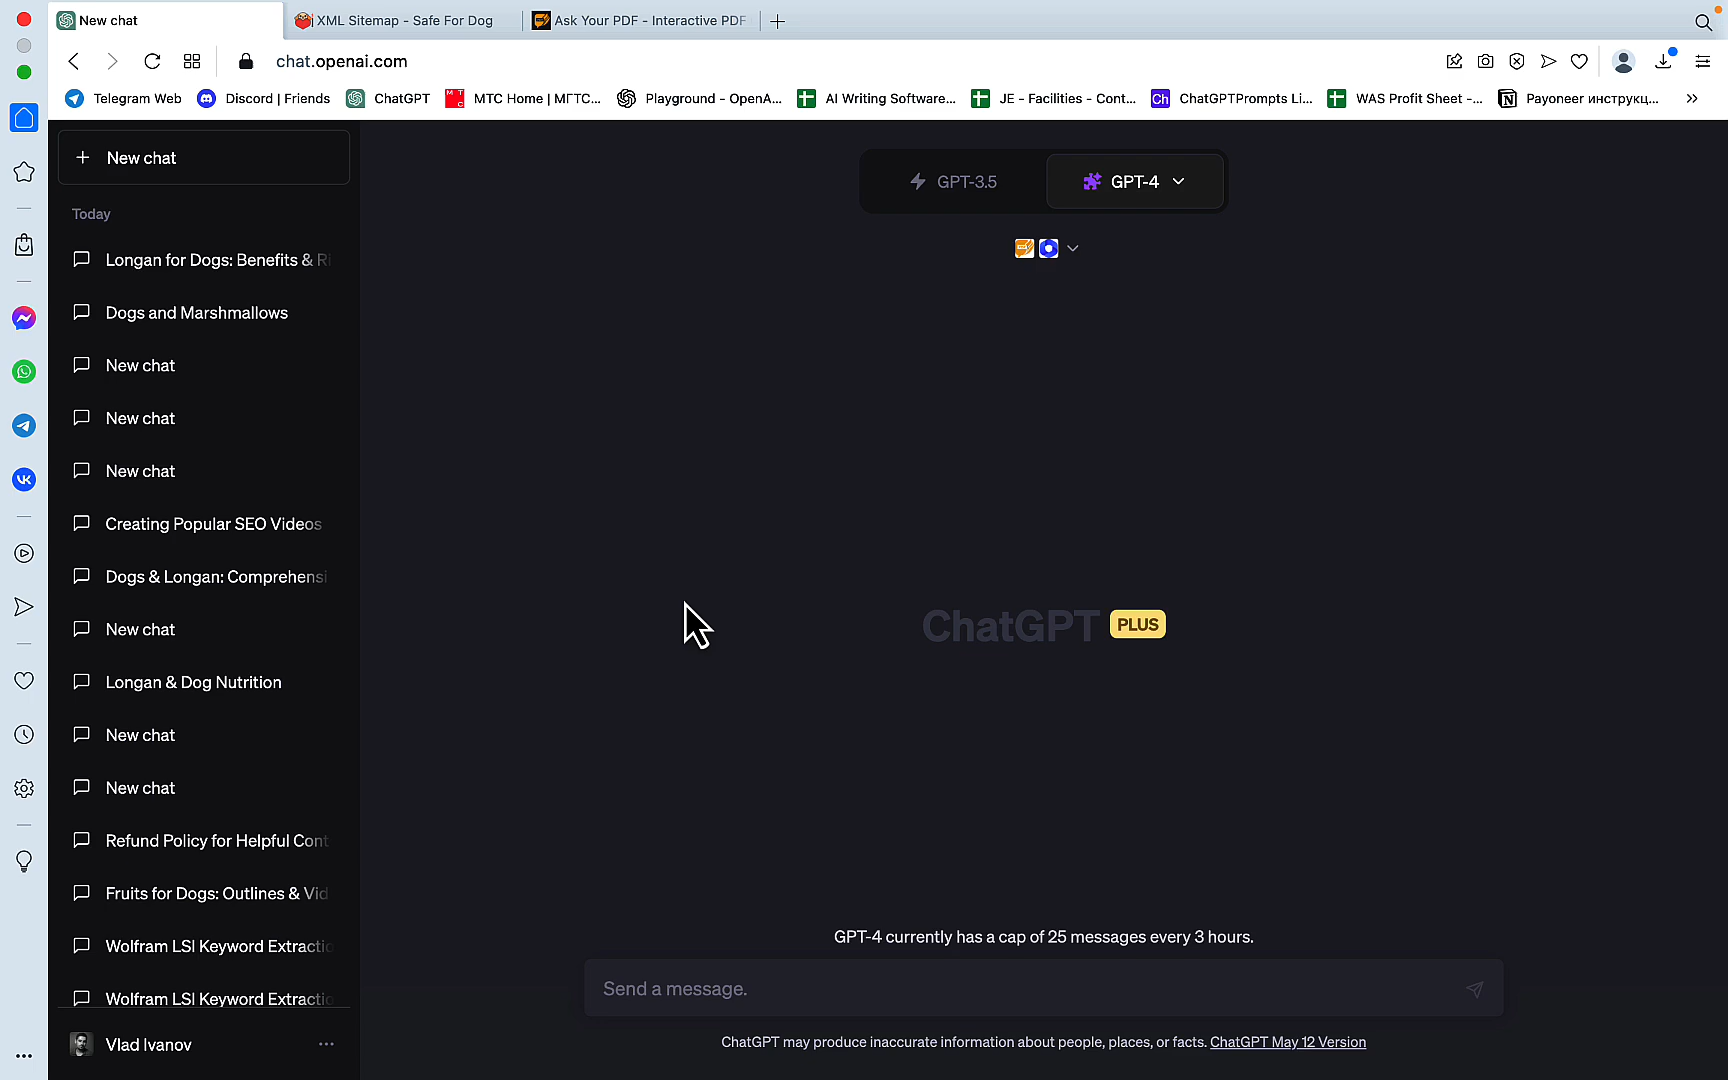 New chat
XML Sitemap - Safe For Dog
Ask Your PDF - Interactive PDF
chat.openai.com
Telegram Web
Discord | Friends
ChatGPT
МТС Home | МГТС...
Playground - OpenA...
AI Writing Software...
JE - Facilities - Cont...
Ch
ChatGPTPrompts Li...
WAS Profit Sheet -...
Payoneer инструкц...
New chat
GPT-3.5
GPT-4
Today
Longan for Dogs: Benefits & Ri
Dogs and Marshmallows
New chat
New chat
New chat
Creating Popular SEO Videos
Dogs & Longan: Comprehensi
New chat
ChatGPT PLUS
Longan & Dog Nutrition
New chat
New chat
Refund Policy for Helpful Cont
Fruits for Dogs: Outlines & Vid
Wolfram LSI Keyword Extractio
Wolfram LSI Keyword Extractio
Vlad Ivanov
GPT-4 currently has a cap of 25 messages every 3 hours.
Send a message.
ChatGPT may produce inaccurate information about people, places, or facts. ChatGPT May 12 Version